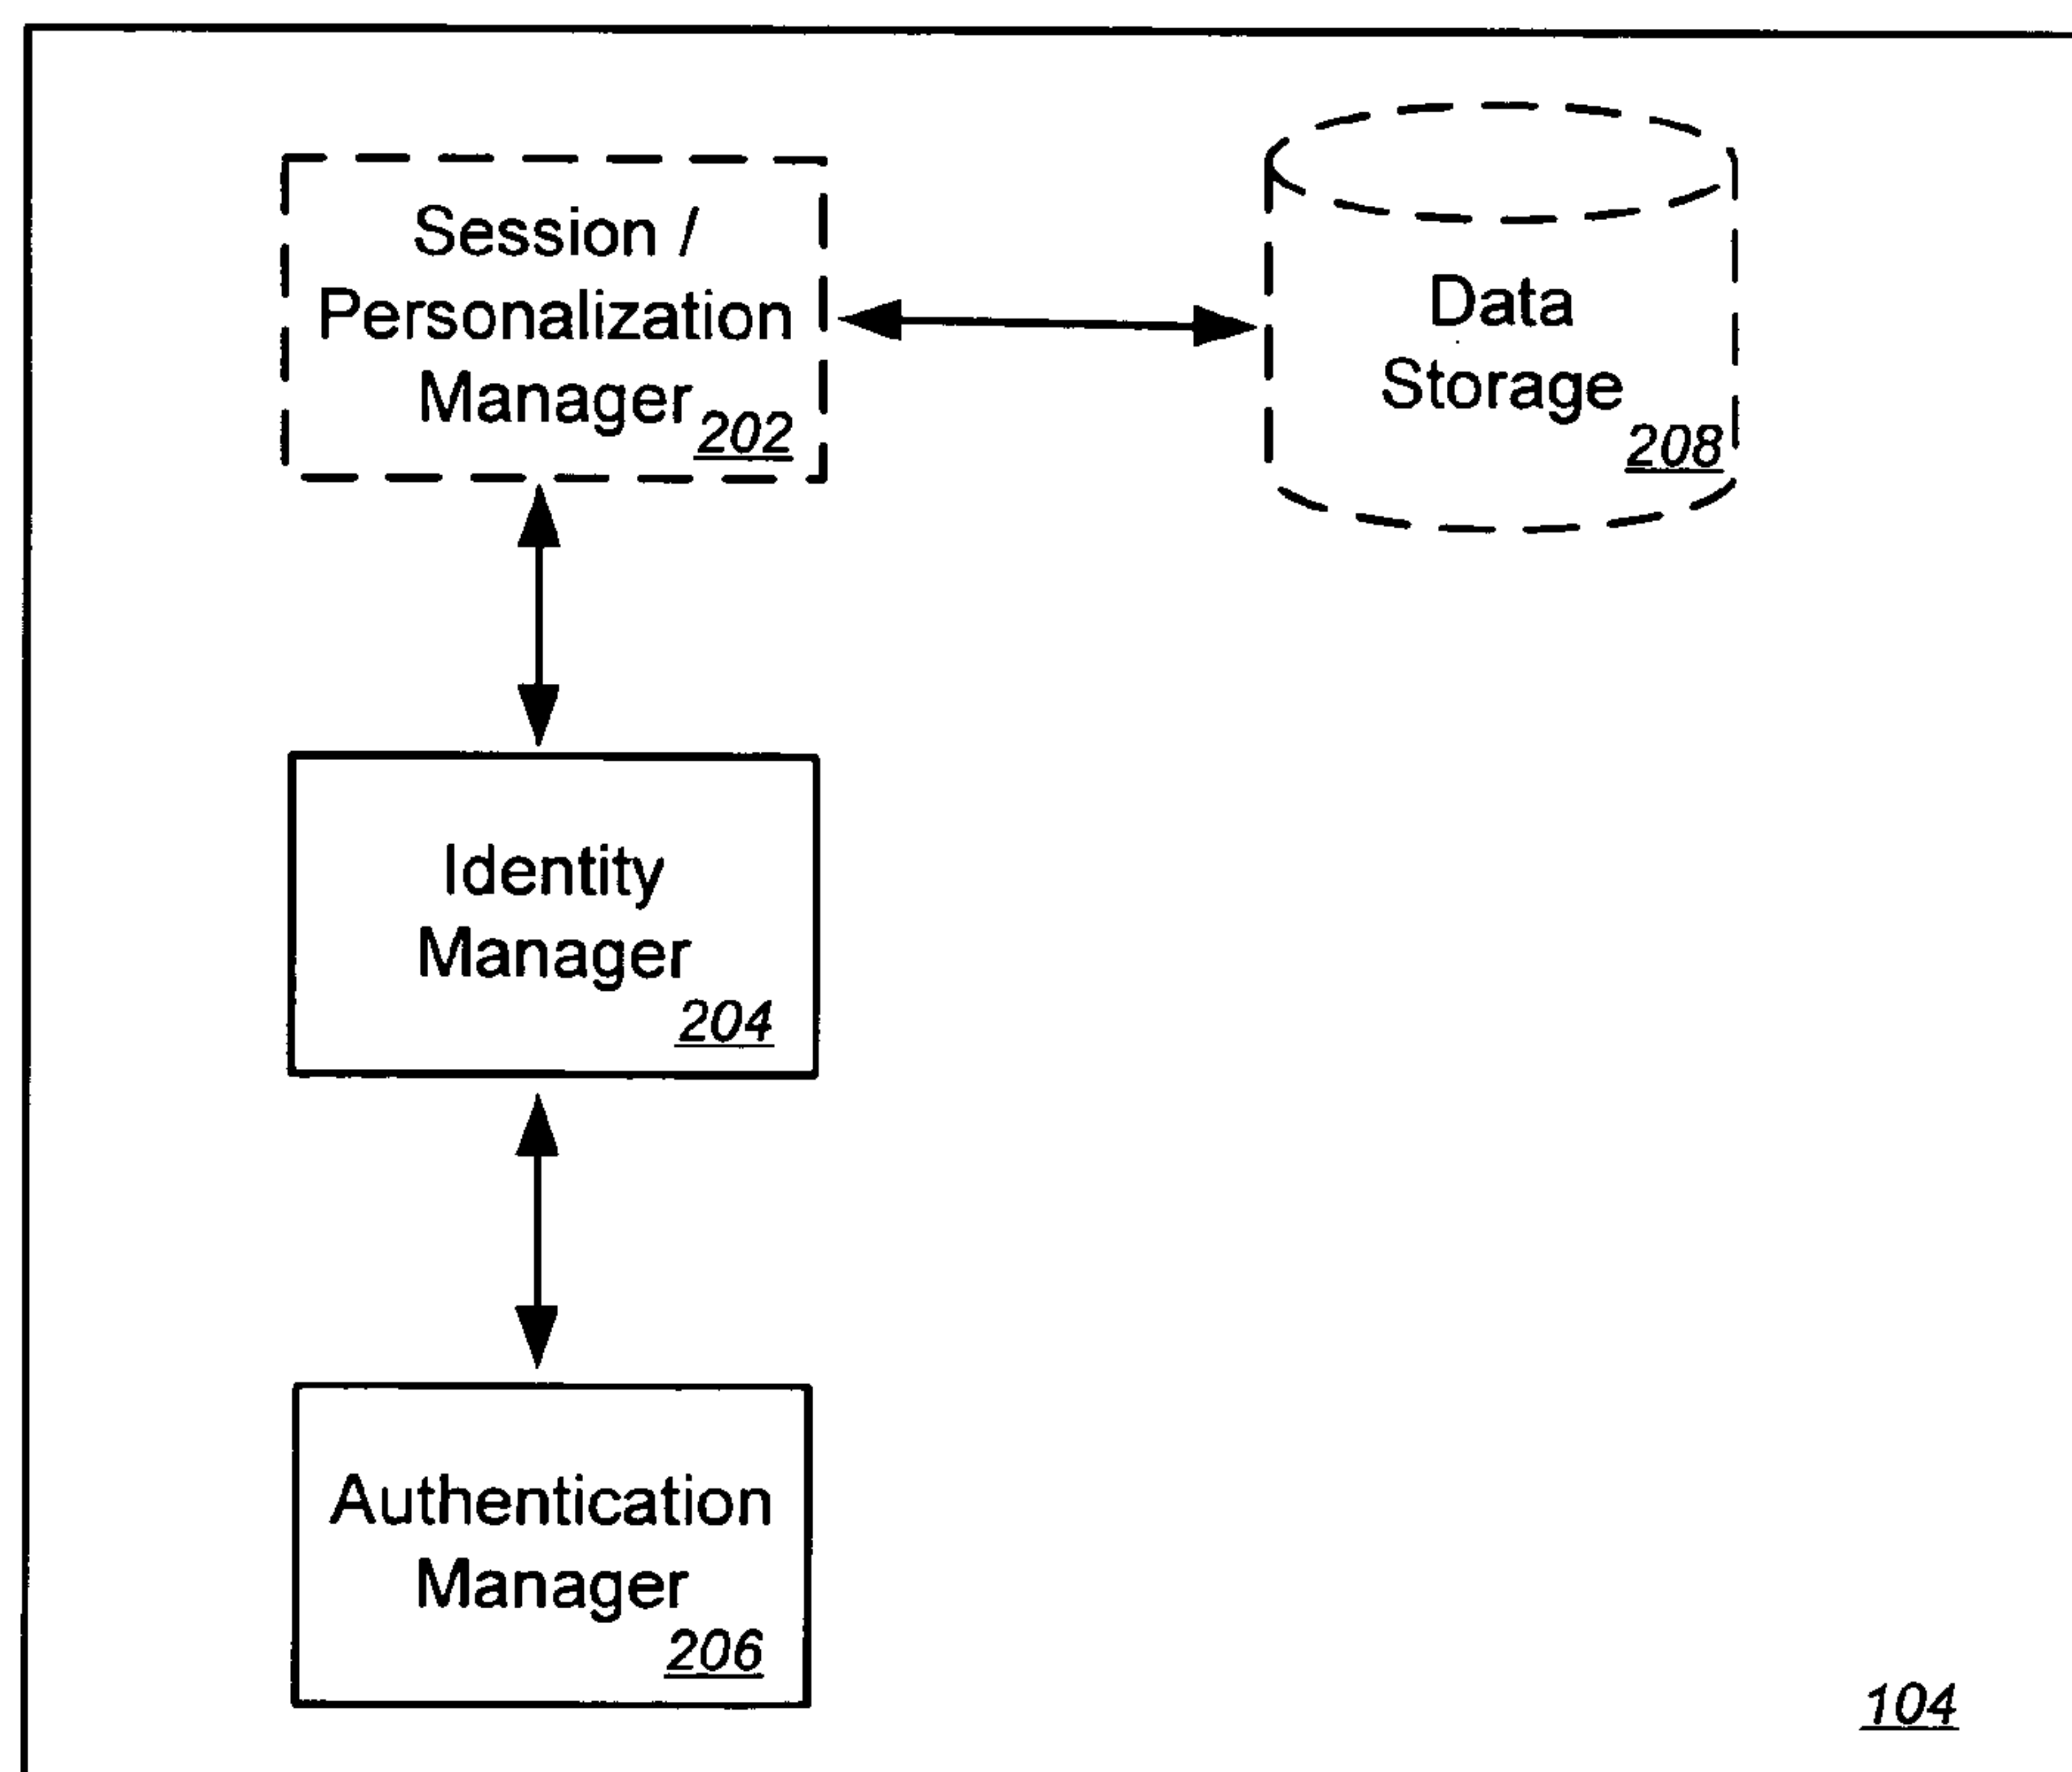 Session /
Personalization
Manager
202
Data
Storage
208
Identity
Manager
204
Authentication
Manager
206
104